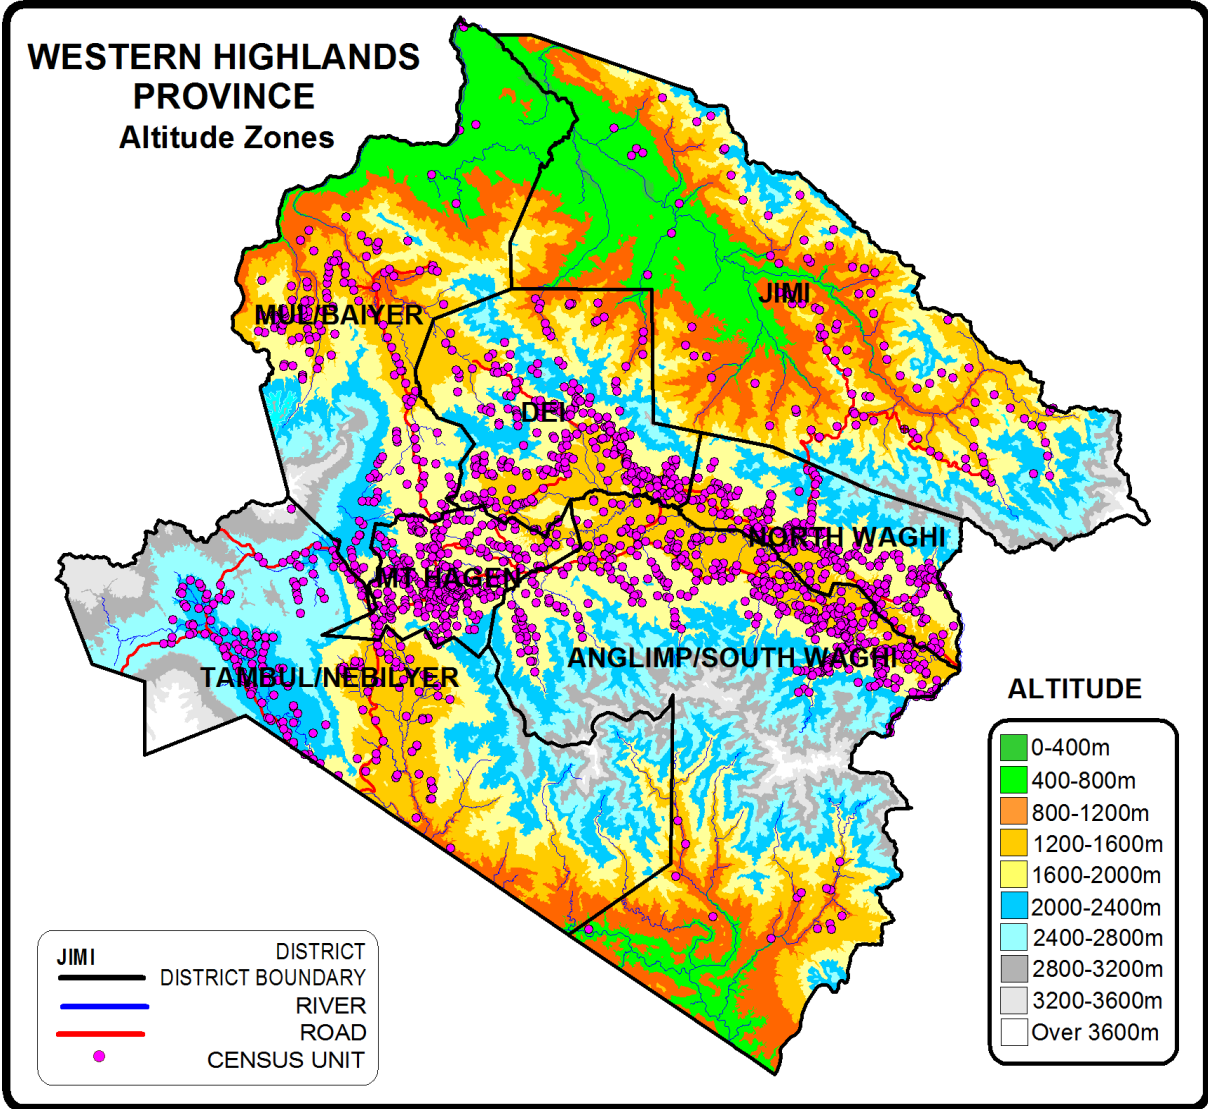 WESTERN HIGHLANDS
PROVINCE
Altitude Zones
JIMI
MUL/BAIYER
DEI
NORTH WAGHI
MT HAGEN
ANGLIMP/SOUTH WAGHI
TAMBUL/NEBILYER
ALTITUDE
0-400m
400-800m
800-1200m
1200-1600m
1600-2000m
2000-2400m
2400-2800m
2800-3200m
3200-3600m
Over 3600m
JIMI DISTRICT
DISTRICT BOUNDARY
RIVER
ROAD
CENSUS UNIT